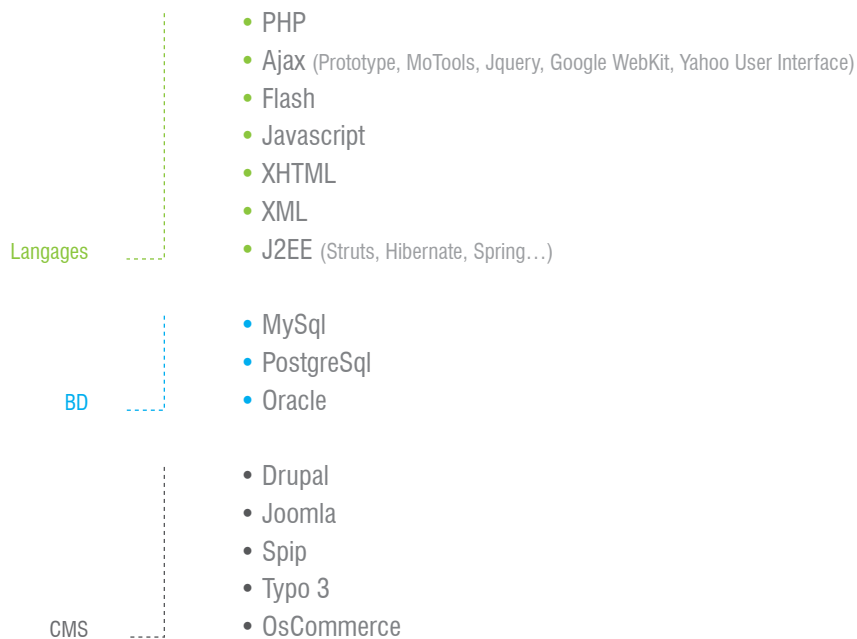 • PHP
• Ajax (Prototype, MoTools, Jquery, Google WebKit, Yahoo User Interface)
• Flash
• Javascript
• XHTML
• XML
Langages • J2EE (Struts, Hibernate, Spring…)
• MySql
• PostgreSql
BD • Oracle
• Drupal
• Joomla
• Spip
• Typo 3
CMS • OsCommerce